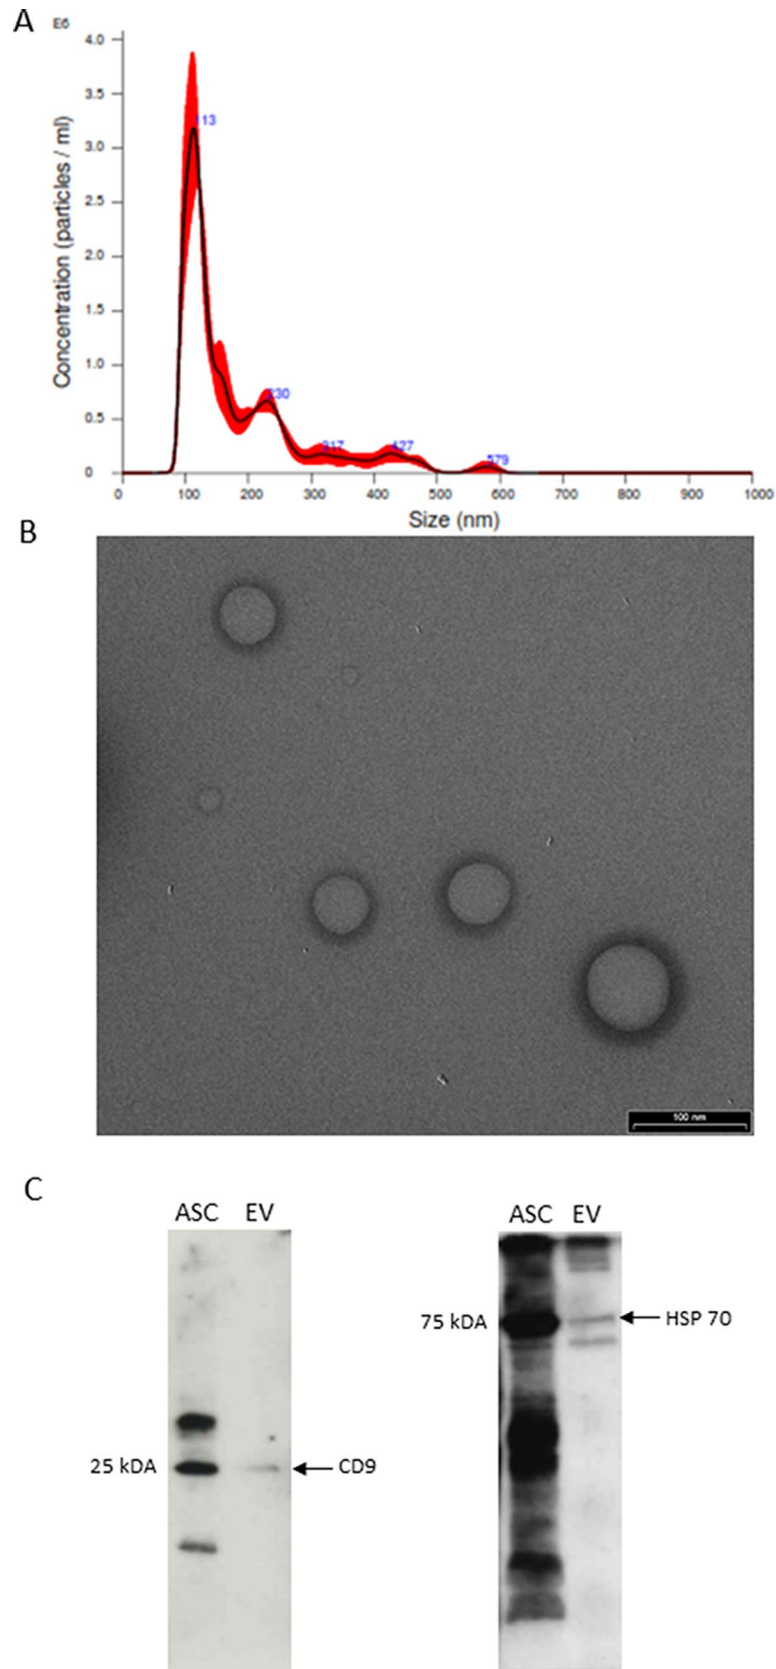 A
E6
4.0
3.5
3.0
2.5
2.0
1.5
1.0
0.5
0
Concentration (particles / ml)
113
230
317
427
579
0 100 200 300 400 500 600 700 800 900 1000
Size (nm)
B
100 nm
C
ASC EV
25 kDA
CD9
ASC EV
75 kDA
HSP 70